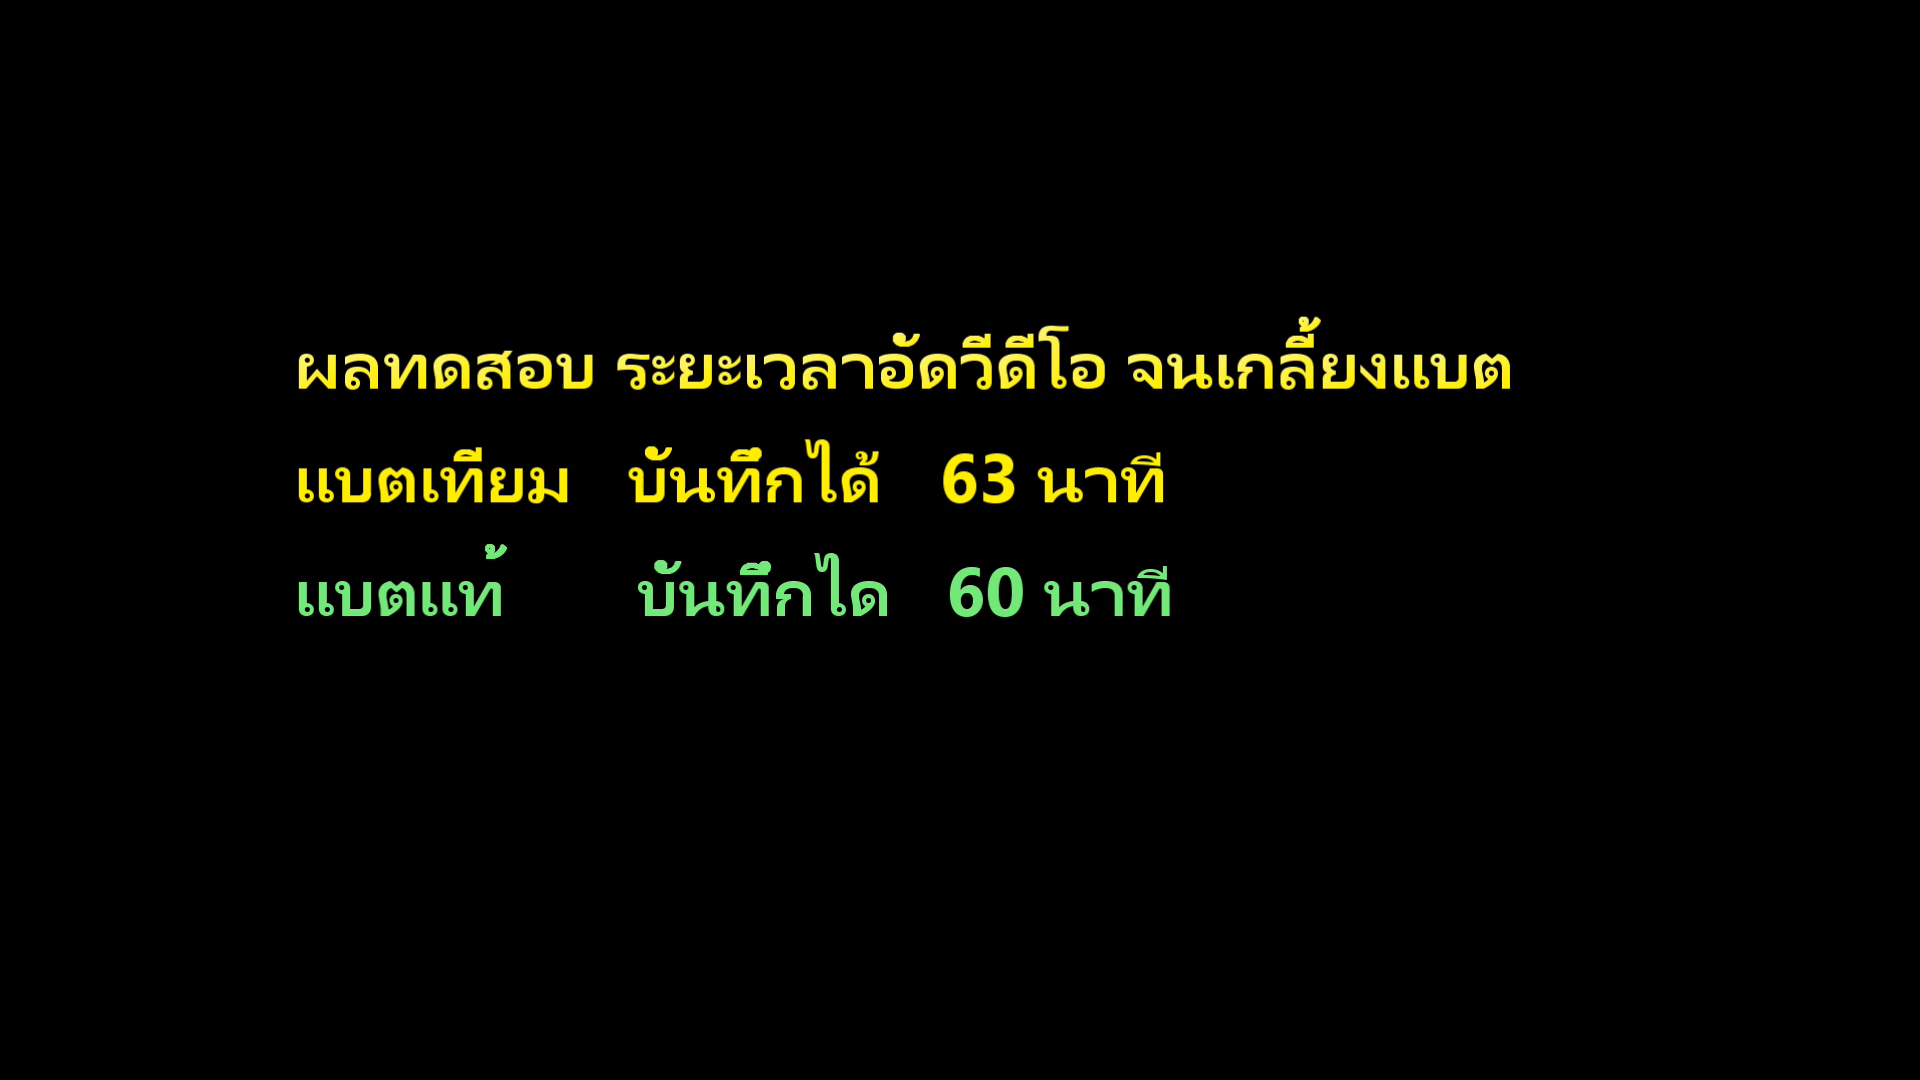 ผลทดสอบ ระยะเวลาอัดวีดีโอ จนเกลี้ยงแบต
แบตเทียม บันทึกได้ 63 นาที
แบตแท้ บันทึกได 60 นาที